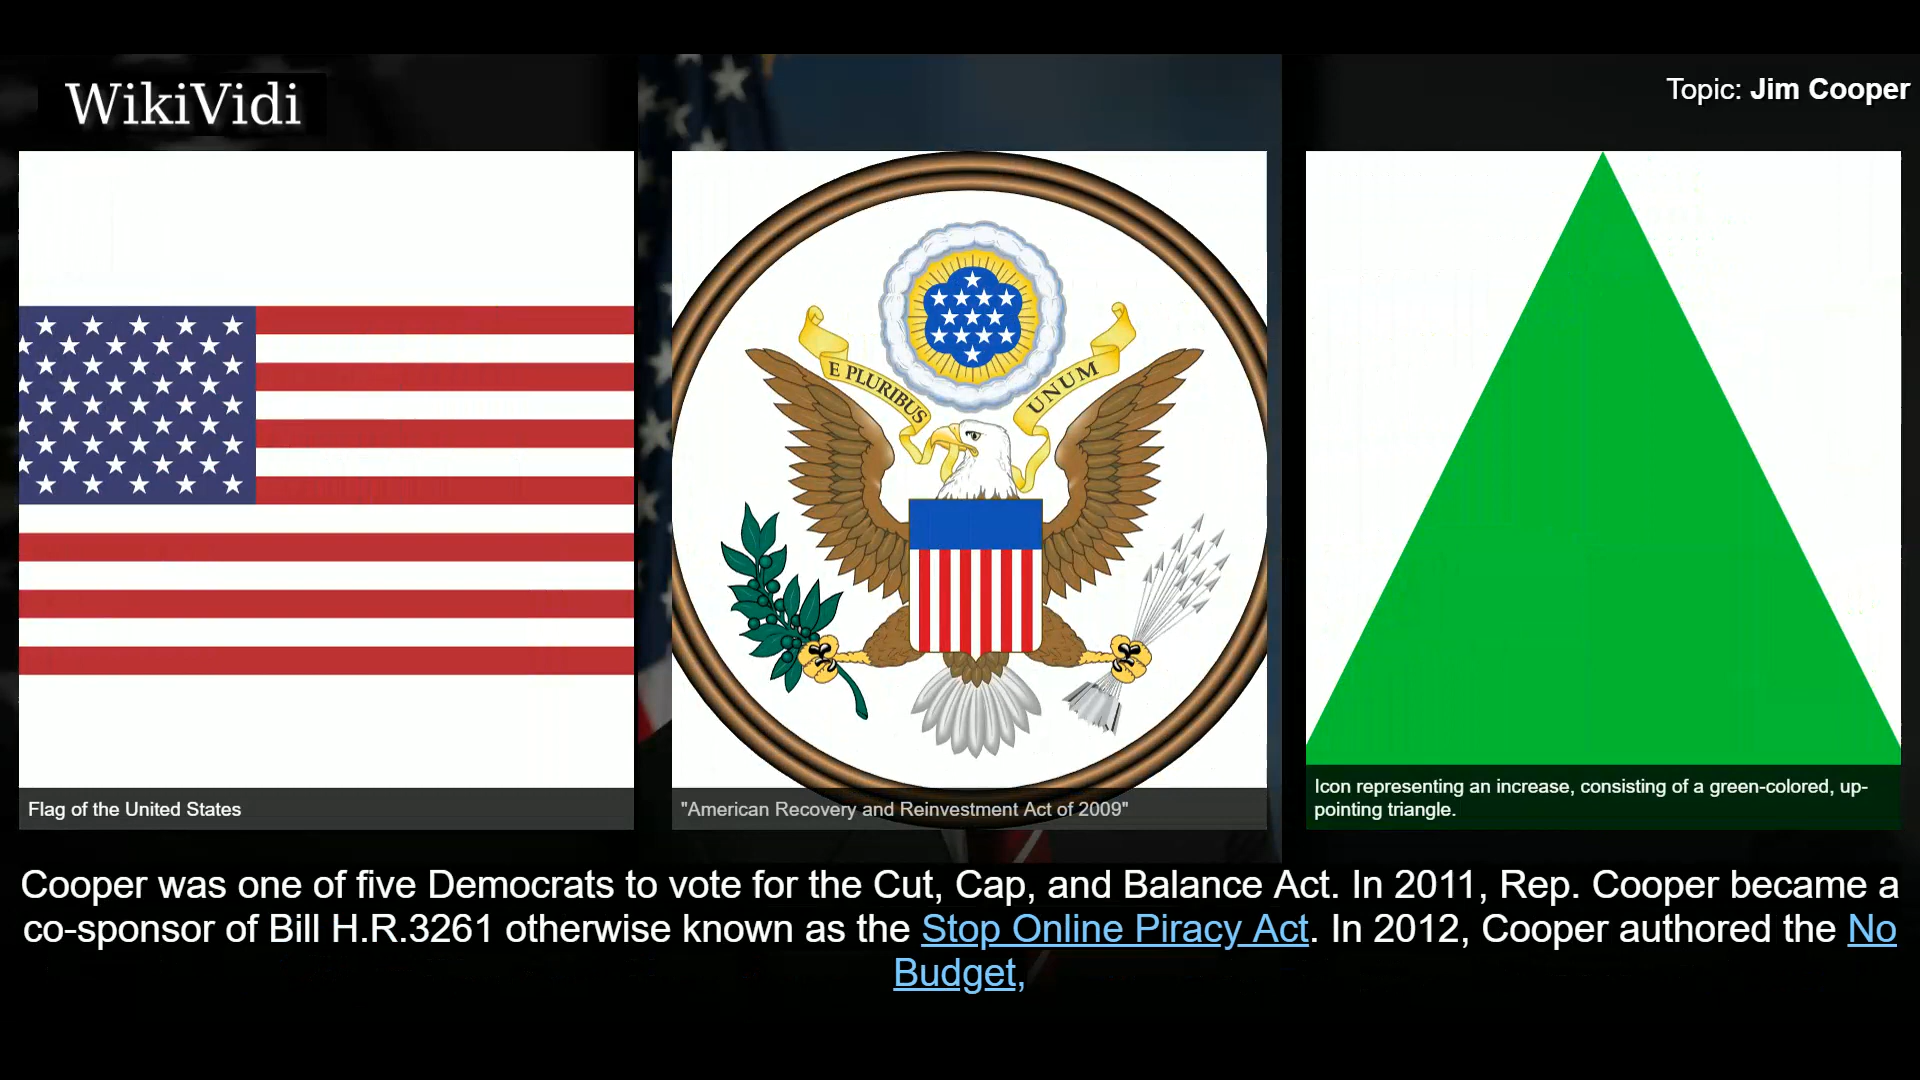 WikiVidi
Topic: Jim Cooper
E PLURIBUS UNUM
Flag of the United States
"American Recovery and Reinvestment Act of 2009"
Icon representing an increase, consisting of a green-colored, up-
pointing triangle.
Cooper was one of five Democrats to vote for the Cut, Cap, and Balance Act. In 2011, Rep. Cooper became a
co-sponsor of Bill H.R.3261 otherwise known as the Stop Online Piracy Act. In 2012, Cooper authored the No
Budget,